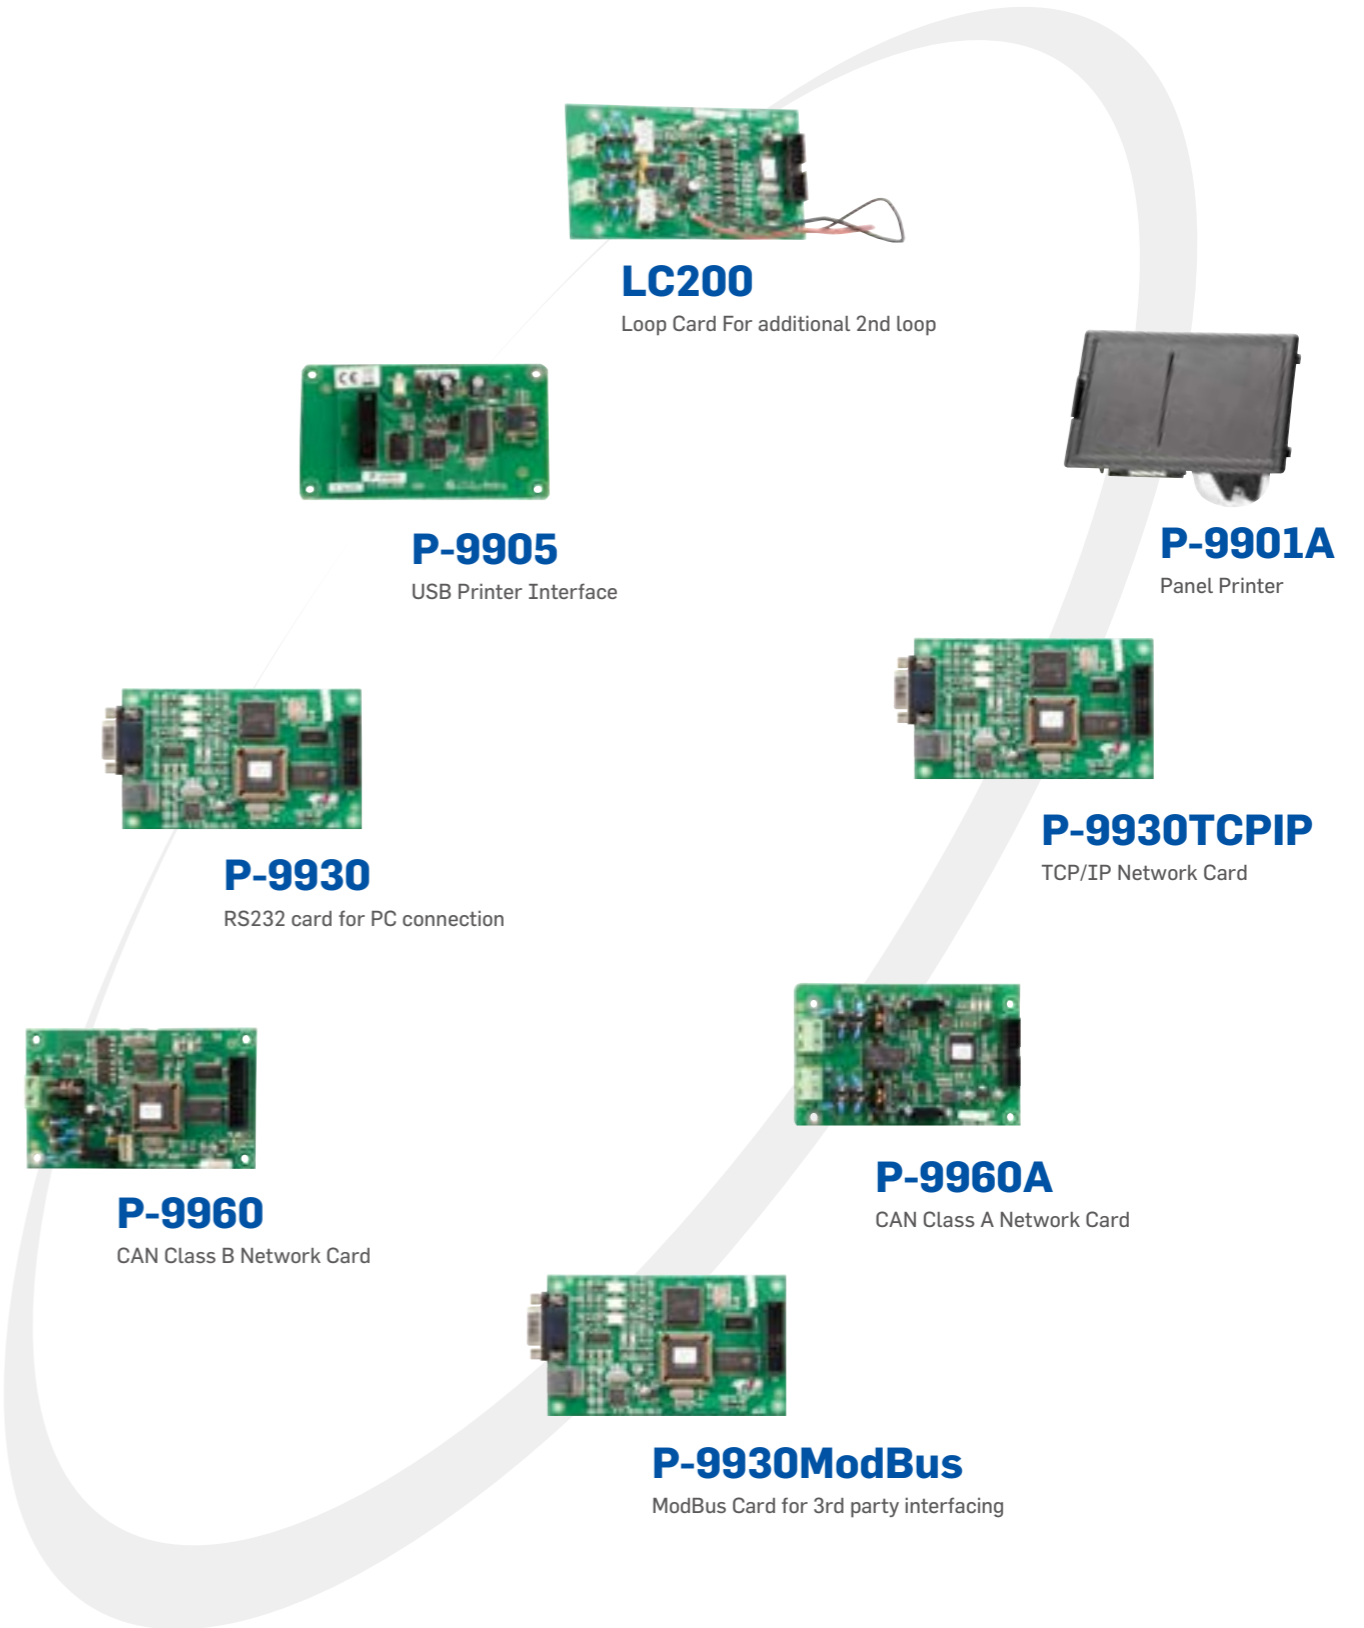 LC200
Loop Card For additional 2nd loop
P-9905
USB Printer Interface
P-9901A
Panel Printer
P-9930
RS232 card for PC connection
P-9930TCPIP
TCP/IP Network Card
P-9960
CAN Class B Network Card
P-9960A
CAN Class A Network Card
P-9930ModBus
ModBus Card for 3rd party interfacing
CE